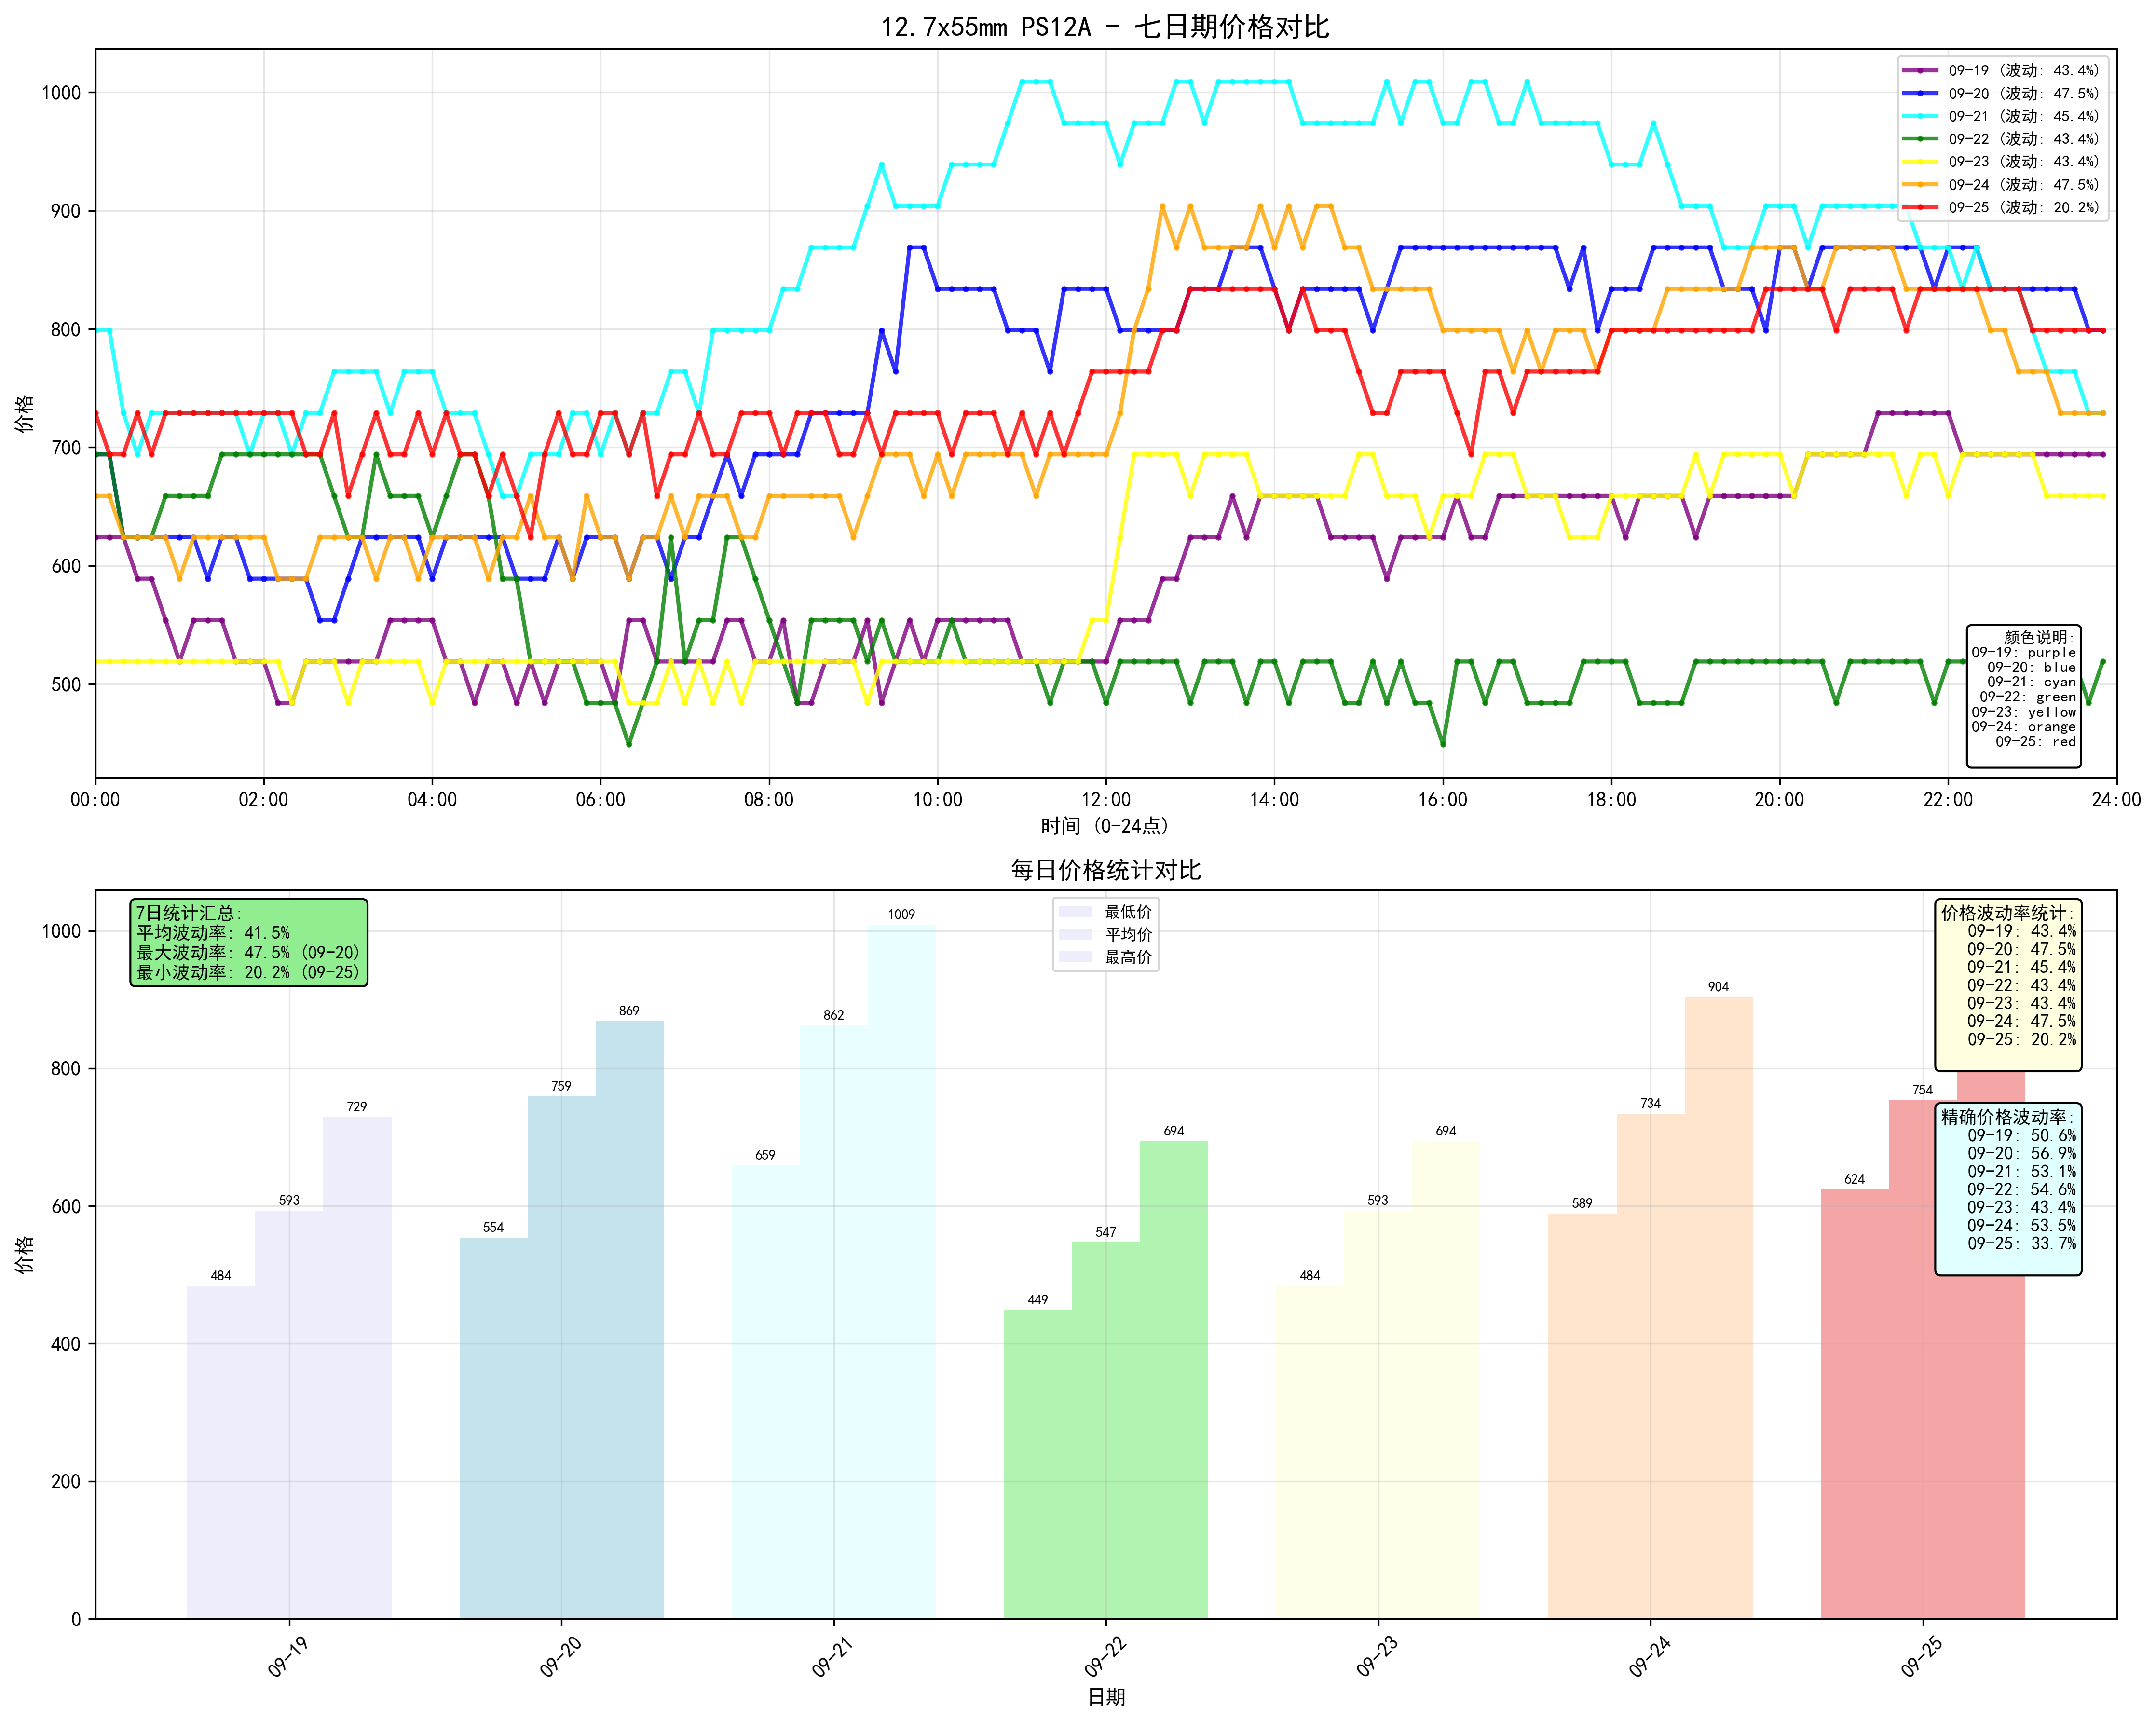 12.7x55mm PS12A - 七日期价格对比
价格
1000
900
800
700
600
500
09-19 (波动: 43.4%)
09-20 (波动: 47.5%)
09-21 (波动: 45.4%)
09-22 (波动: 43.4%)
09-23 (波动: 43.4%)
09-24 (波动: 47.5%)
09-25 (波动: 20.2%)
颜色说明:
09-19: purple
09-20: blue
09-21: cyan
09-22: green
09-23: yellow
09-24: orange
09-25: red
00:00 02:00 04:00 06:00 08:00 10:00 12:00 14:00 16:00 18:00 20:00 22:00 24:00
时间 (0-24点)
每日价格统计对比
价格
1000
800
600
400
200
0
7日统计汇总:
平均波动率: 41.5%
最大波动率: 47.5% (09-20)
最小波动率: 20.2% (09-25)
最低价
平均价
最高价
价格波动率统计:
09-19: 43.4%
09-20: 47.5%
09-21: 45.4%
09-22: 43.4%
09-23: 43.4%
09-24: 47.5%
09-25: 20.2%
精确价格波动率:
09-19: 50.6%
09-20: 56.9%
09-21: 53.1%
09-22: 54.6%
09-23: 43.4%
09-24: 53.5%
09-25: 33.7%
484 593 729
554 759 869
659 862 1009
449 547 694
484 593 694
589 734 904
624 754
09-19 09-20 09-21 09-22 09-23 09-24 09-25
日期